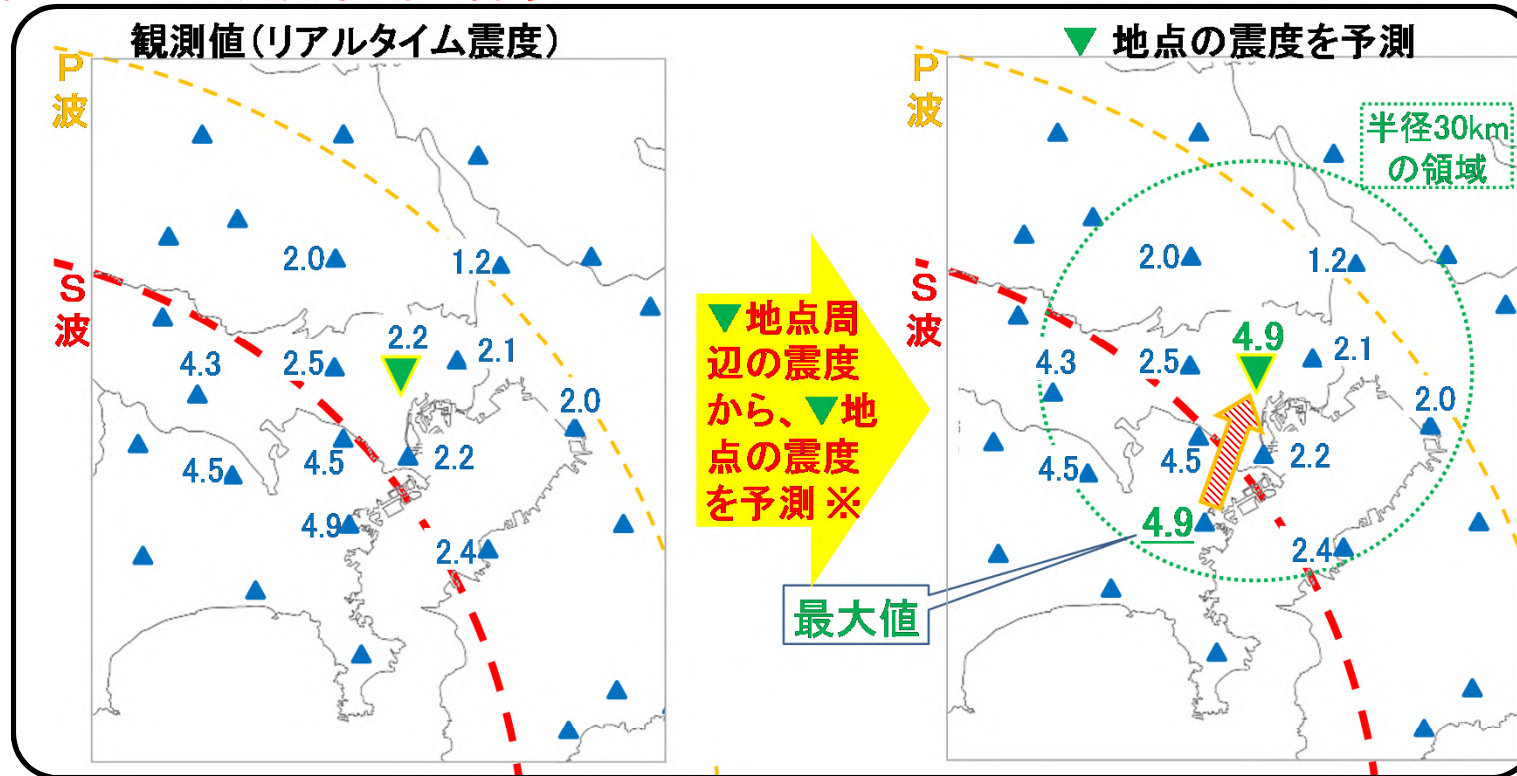 観測値(リアルタイム震度)
P
波
S
波
2.0
1.2
2.2
4.3
2.5
2.1
2.0
4.5
4.5
2.2
4.9
2.4
▼地点周
辺の震度
から、▼地
点の震度
を予測 ※
▼ 地点の震度を予測
P
波
半径30km
の領域
S
波
2.0
1.2
4.9
4.3
2.5
2.1
2.0
4.5
4.5
2.2
4.9
2.4
最大値